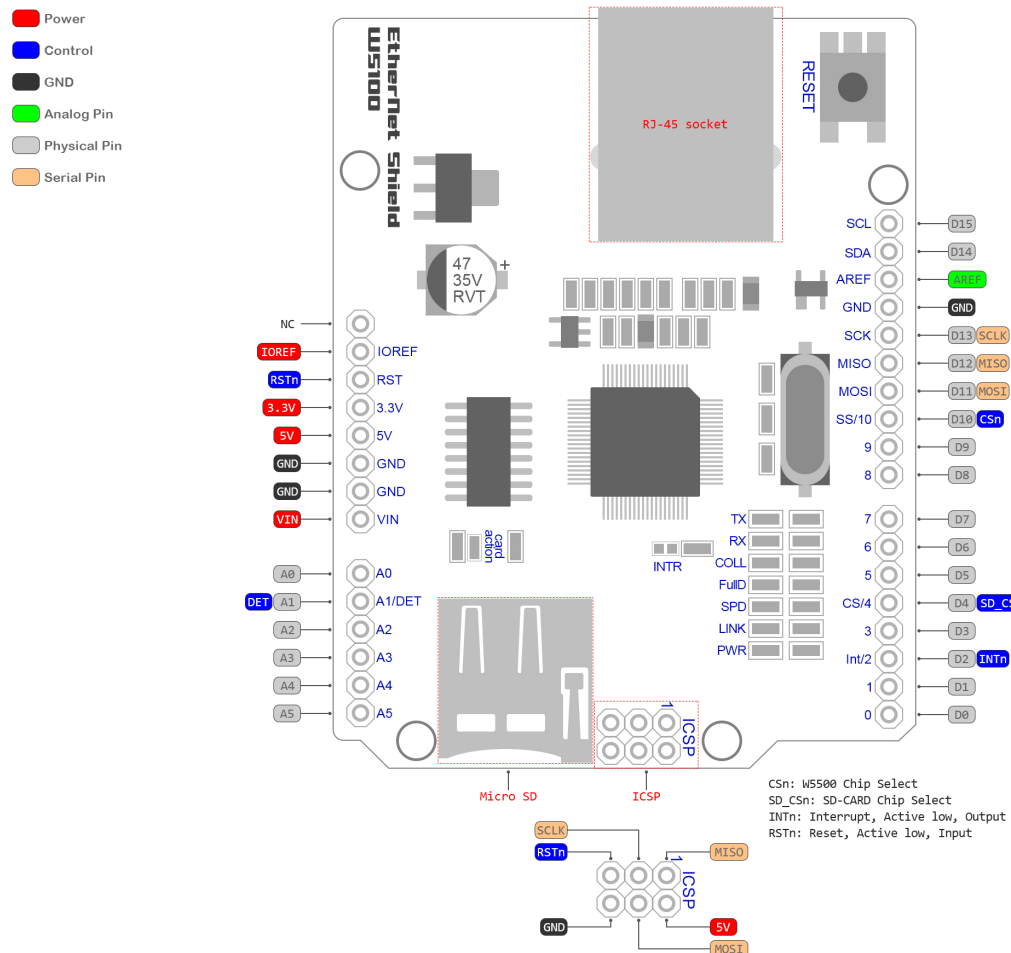 Power
Control
GND
Analog Pin
Physical Pin
Serial Pin
EtherNet Shield
W5100
RJ-45 socket
RESET
47
35V
RVT
+
NC
IOREF IOREF
RSTn RST
3.3V 3.3V
5V 5V
GND GND
GND GND
VIN VIN
A0 A0
DET A1 A1/DET
A2 A2
A3 A3
A4 A4
A5 A5
card
action
INTR
TX
RX
COLL
FullD
SPD
LINK
PWR
SCL D15
SDA D14
AREF AREF
GND GND
SCK D13 SCLK
MISO D12 MISO
MOSI D11 MOSI
SS/10 D10 CSn
9 D9
8 D8
7 D7
6 D6
5 D5
CS/4 D4 SD_CS
3 D3
Int/2 D2 INTn
1 D1
0 D0
1
ICSP
Micro SD
ICSP
CSn: W5500 Chip Select
SD_CSn: SD-CARD Chip Select
INTn: Interrupt, Active low, Output
RSTn: Reset, Active low, Input
SCLK
RSTn
MISO
1
ICSP
GND
5V
MOSI